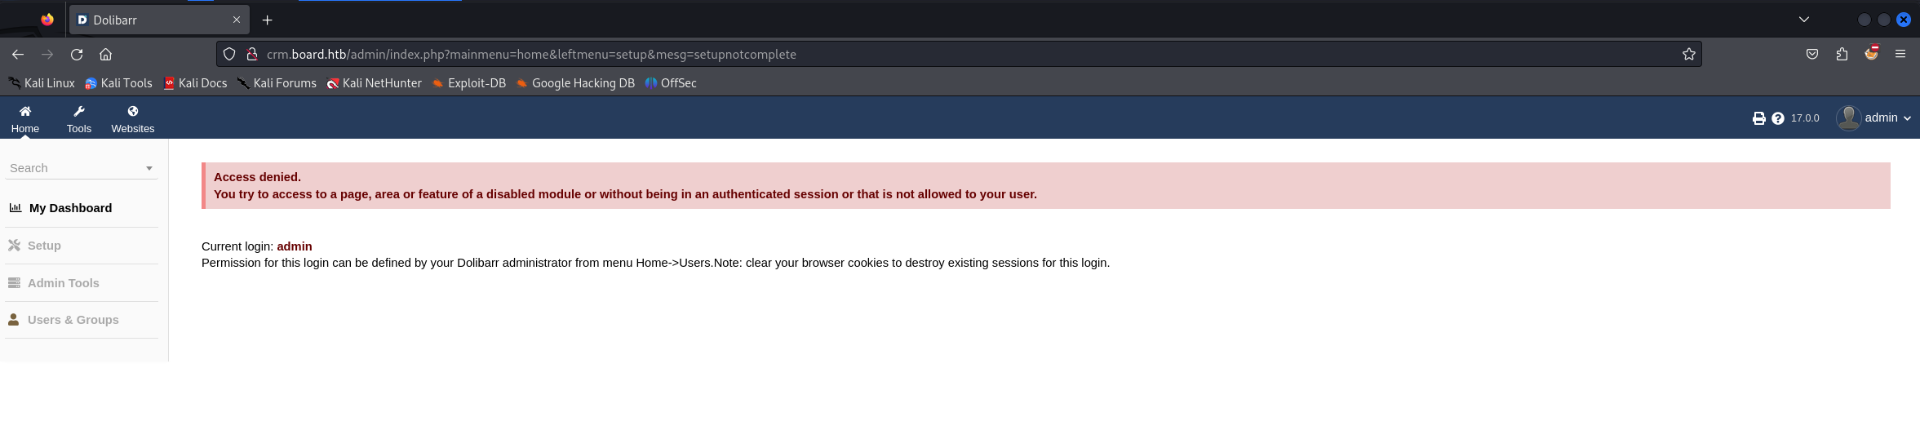 Dolibarr
crm.board.htb/admin/index.php?mainmenu=home&leftmenu=setup&mesg=setupnotcomplete
Kali Linux Kali Tools Kali Docs Kali Forums Kali NetHunter Exploit-DB Google Hacking DB OffSec
Home Tools Websites 17.0.0 admin
Search
My Dashboard
Setup
Admin Tools
Users & Groups
Access denied.
You try to access to a page, area or feature of a disabled module or without being in an authenticated session or that is not allowed to your user.
Current login: admin
Permission for this login can be defined by your Dolibarr administrator from menu Home->Users.Note: clear your browser cookies to destroy existing sessions for this login.